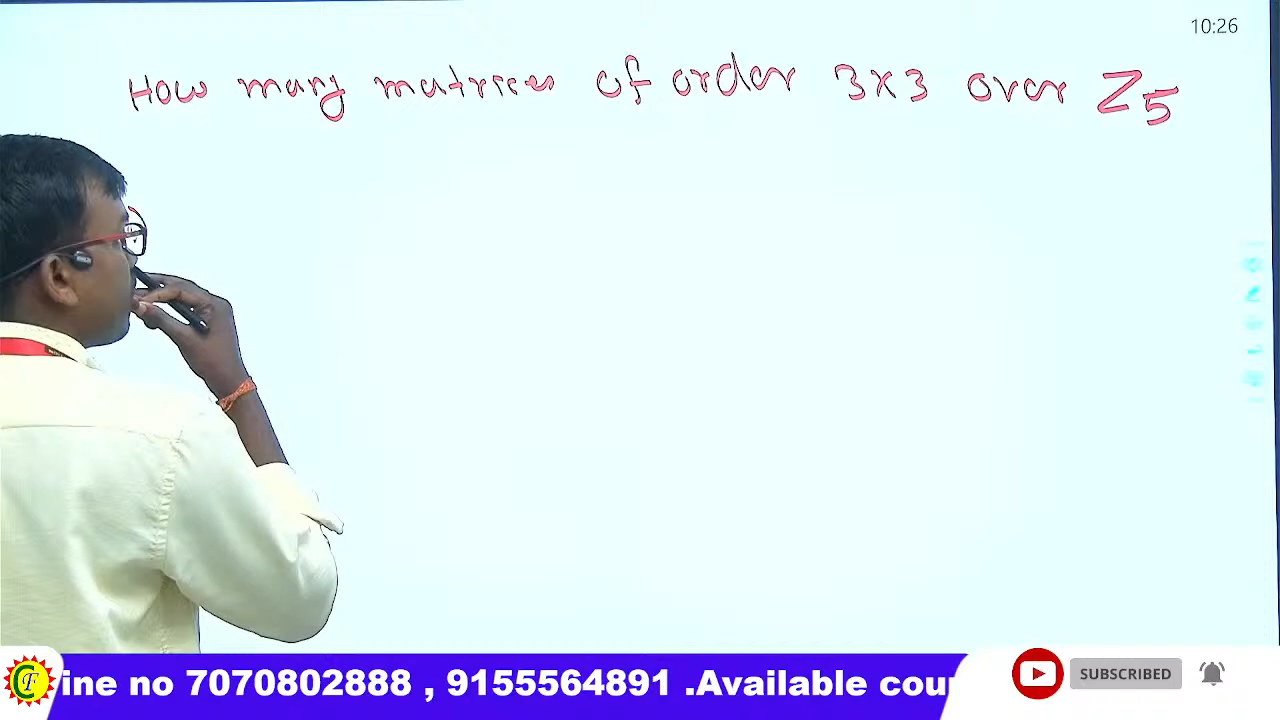 10:26
How many matrices of order 3x3 over Z5
ine no 7070802888 , 9155564891 .Available cou
SUBSCRIBED